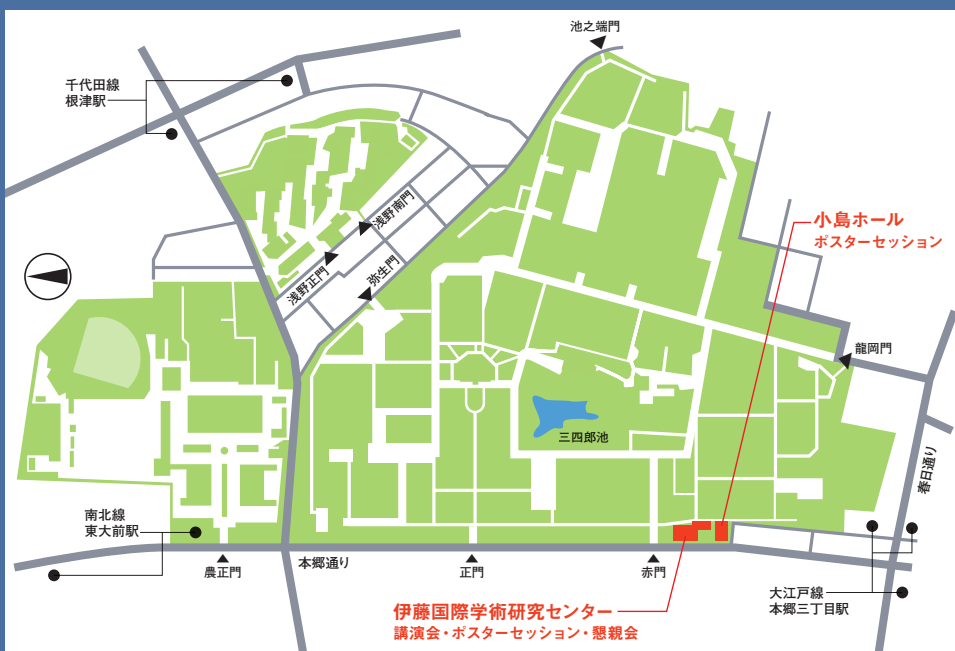 池之端門
千代田線
根津駅
浅野南門
小島ホール
ポスターセッション
弥生門
浅野正門
龍岡門
三四郎池
春日通り
南北線
東大前駅
本郷通り
農正門
正門
赤門
大江戸線
本郷三丁目駅
伊藤国際学術研究センター
講演会・ポスターセッション・懇親会